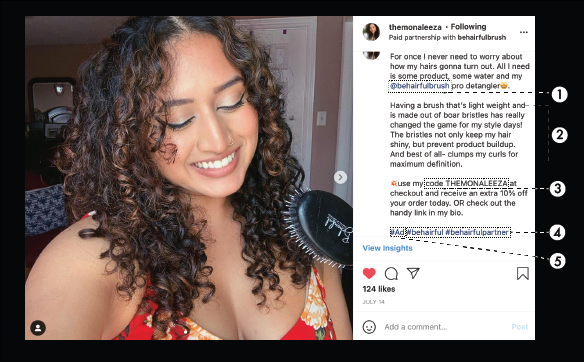 themonaleeza • Following
Paid partnership with behairfulbrush
For once I never need to worry about
how my hairs gonna turn out. All I need
is some product, some water and my
@behairfulbrush pro detangler😍.
Having a brush that's light weight and
is made out of boar bristles has really
changed the game for my style days!
The bristles not only keep my hair
shiny, but prevent product buildup.
And best of all- clumps my curls for
maximum definition.
💥use my code THEMONALEEZA at
checkout and receive an extra 10% off
your order today. OR check out the
handy link in my bio.
#Ad #behairful #behairfulpartner
View Insights
124 likes
JULY 14
Add a comment...
Post
1
2
3
4
5